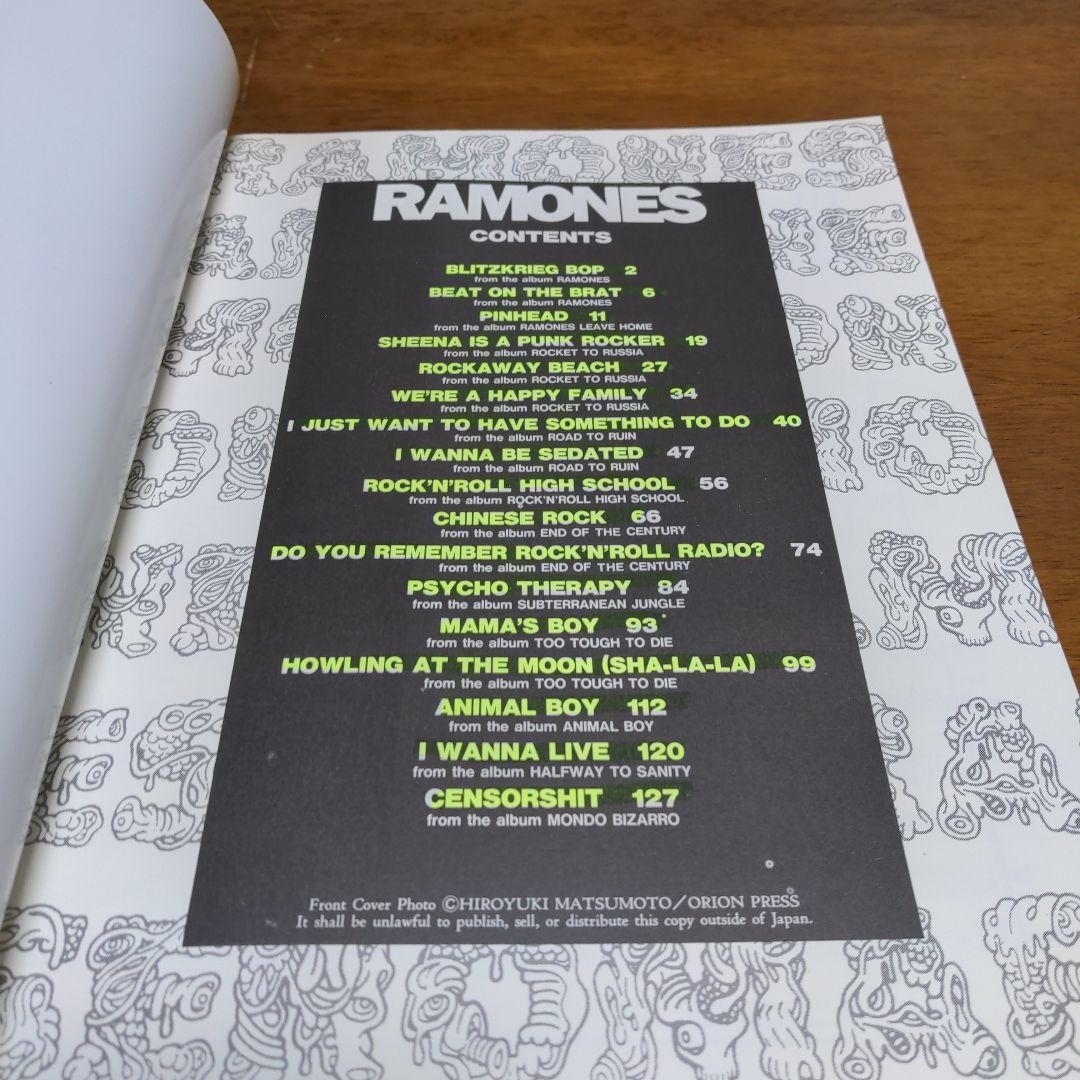 RAMONES
CONTENTS
BLITZKRIEG BOP 2
from the album RAMONES
BEAT ON THE BRAT 6
from the album RAMONES
PINHEAD 11
from the album RAMONES LEAVE HOME
SHEENA IS A PUNK ROCKER 19
from the album ROCKET TO RUSSIA
ROCKAWAY BEACH 27
from the album ROCKET TO RUSSIA
WE'RE A HAPPY FAMILY 34
from the album ROCKET TO RUSSIA
I JUST WANT TO HAVE SOMETHING TO DO 40
from the album ROAD TO RUIN
I WANNA BE SEDATED 47
from the album ROAD TO RUIN
ROCK'N'ROLL HIGH SCHOOL 56
from the album ROCK'N'ROLL HIGH SCHOOL
CHINESE ROCK 66
from the album END OF THE CENTURY
DO YOU REMEMBER ROCK'N'ROLL RADIO? 74
from the album END OF THE CENTURY
PSYCHO THERAPY 84
from the album SUBTERRANEAN JUNGLE
MAMA'S BOY 93
from the album TOO TOUGH TO DIE
HOWLING AT THE MOON (SHA-LA-LA) 99
from the album TOO TOUGH TO DIE
ANIMAL BOY 112
from the album ANIMAL BOY
I WANNA LIVE 120
from the album HALFWAY TO SANITY
CENSORSHIT 127
from the album MONDO BIZARRO
Front Cover Photo ©HIROYUKI MATSUMOTO/ORION PRESS
It shall be unlawful to publish, sell, or distribute this copy outside of Japan.